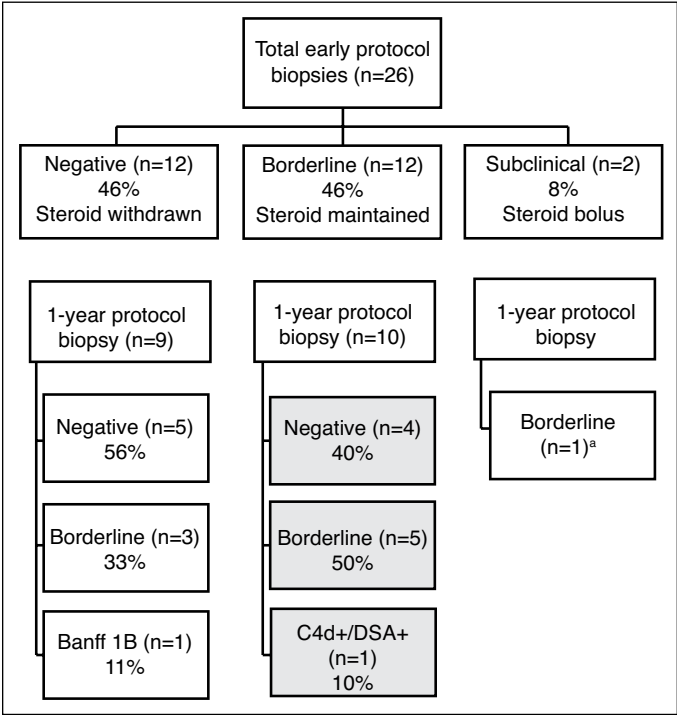 Total early protocol
biopsies (n=26)
Negative (n=12)
46%
Steroid withdrawn
Borderline (n=12)
46%
Steroid maintained
Subclinical (n=2)
8%
Steroid bolus
1-year protocol
biopsy (n=9)
1-year protocol
biopsy (n=10)
1-year protocol
biopsy
Negative (n=5)
56%
Negative (n=4)
40%
Borderline
(n=1)ᵃ
Borderline (n=3)
33%
Borderline (n=5)
50%
Banff 1B (n=1)
11%
C4d+/DSA+
(n=1)
10%